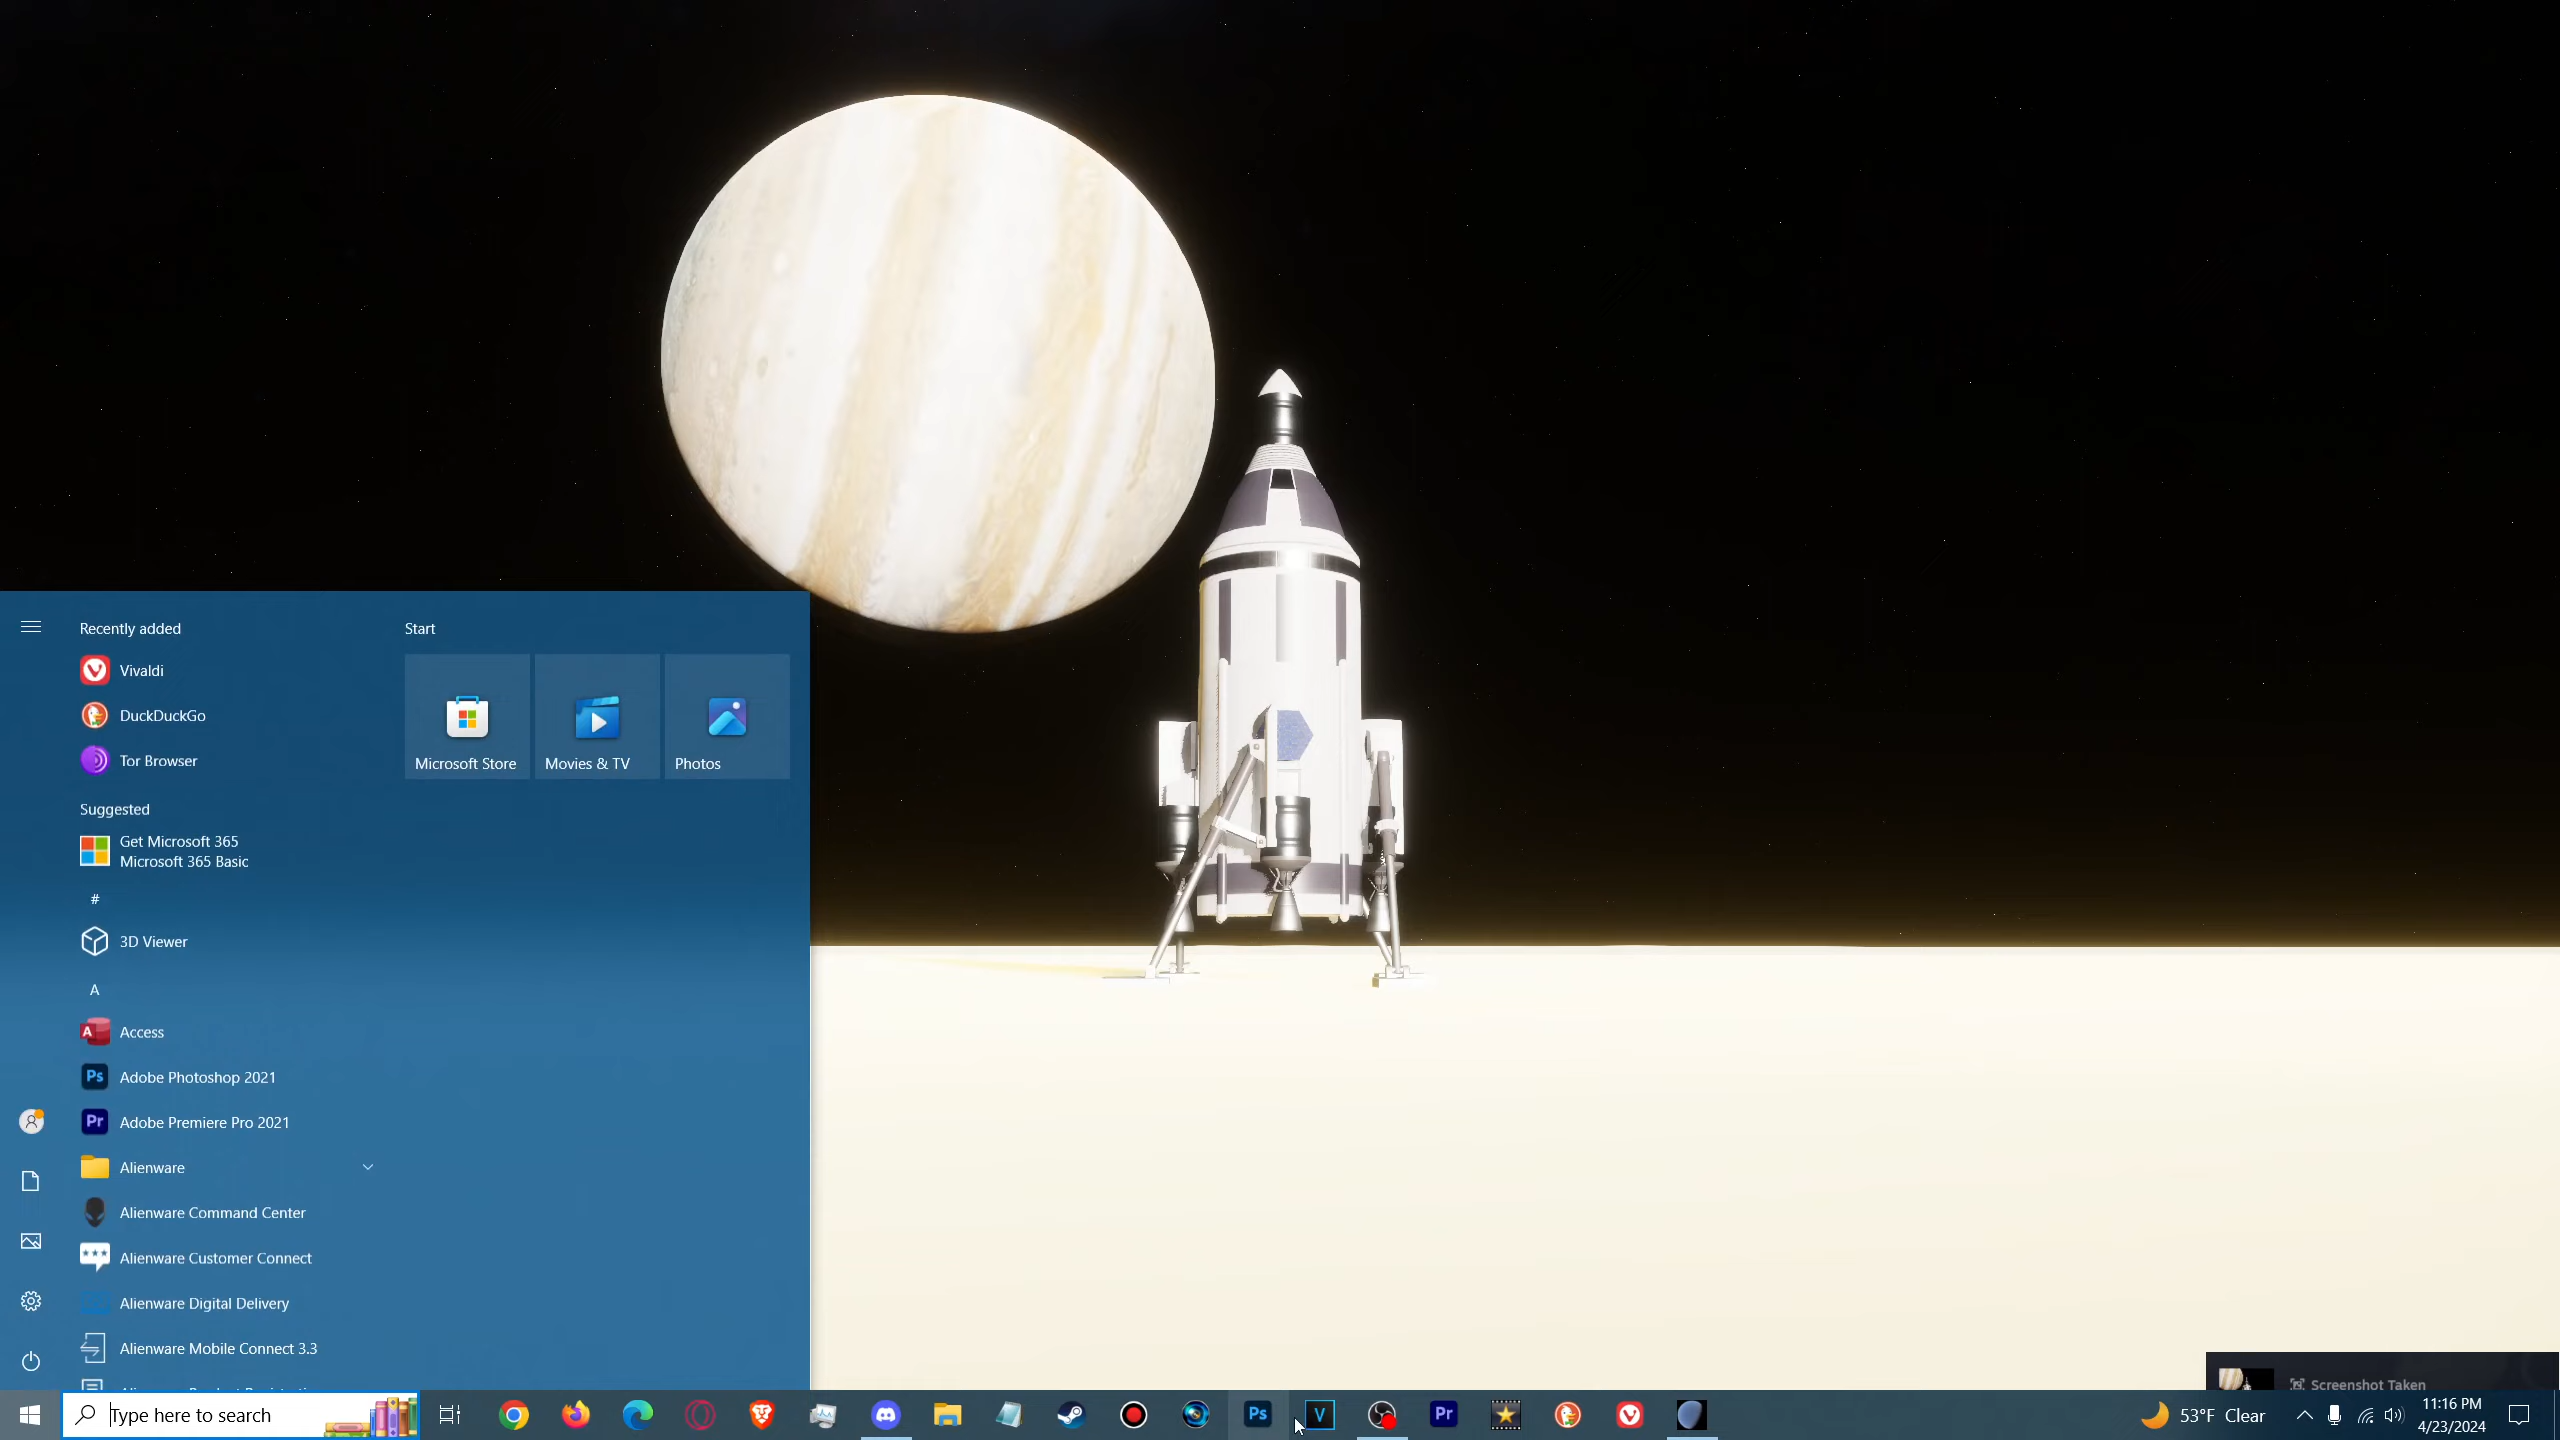 Recently added
Start
Vivaldi
DuckDuckGo
Tor Browser
Microsoft Store
Movies & TV
Photos
Suggested
Get Microsoft 365
Microsoft 365 Basic
#
3D Viewer
A
Access
Adobe Photoshop 2021
Adobe Premiere Pro 2021
Alienware
Alienware Command Center
Alienware Customer Connect
Alienware Digital Delivery
Alienware Mobile Connect 3.3
Screenshot Taken
Type here to search
Ps
V
Pr
53°F Clear
11:16 PM
4/23/2024